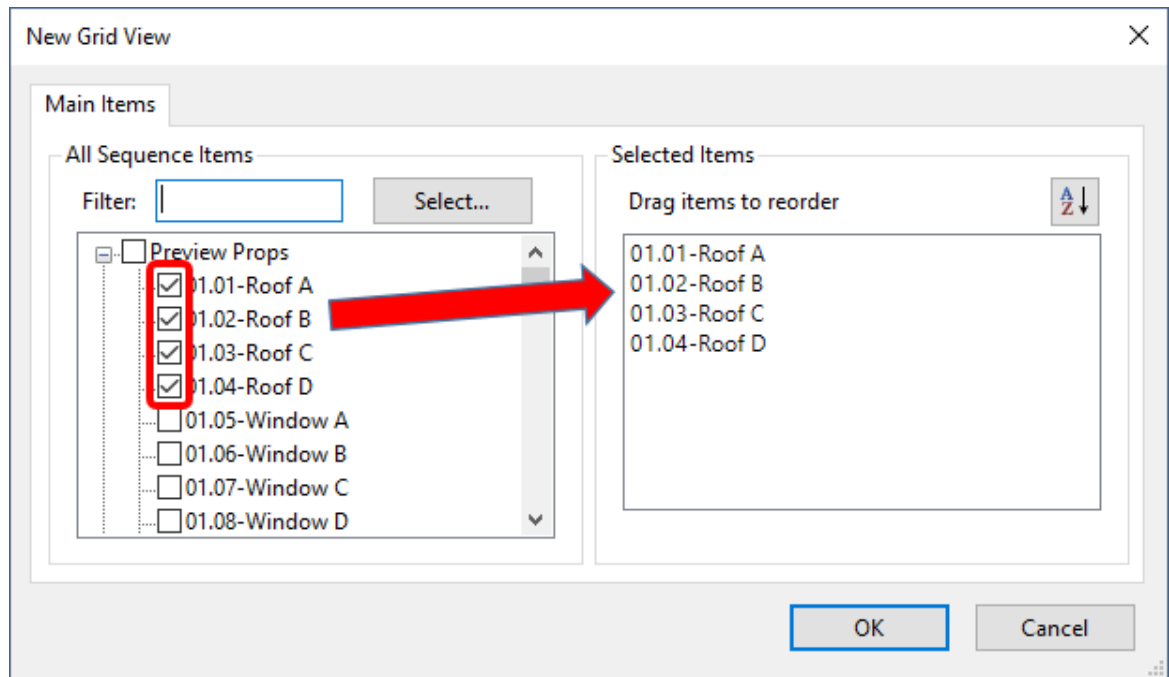 New Grid View
Main Items
All Sequence Items
Filter:
Select...
Preview Props
01.01-Roof A
01.02-Roof B
01.03-Roof C
01.04-Roof D
01.05-Window A
01.06-Window B
01.07-Window C
01.08-Window D
Selected Items
Drag items to reorder
A
Z
01.01-Roof A
01.02-Roof B
01.03-Roof C
01.04-Roof D
OK
Cancel